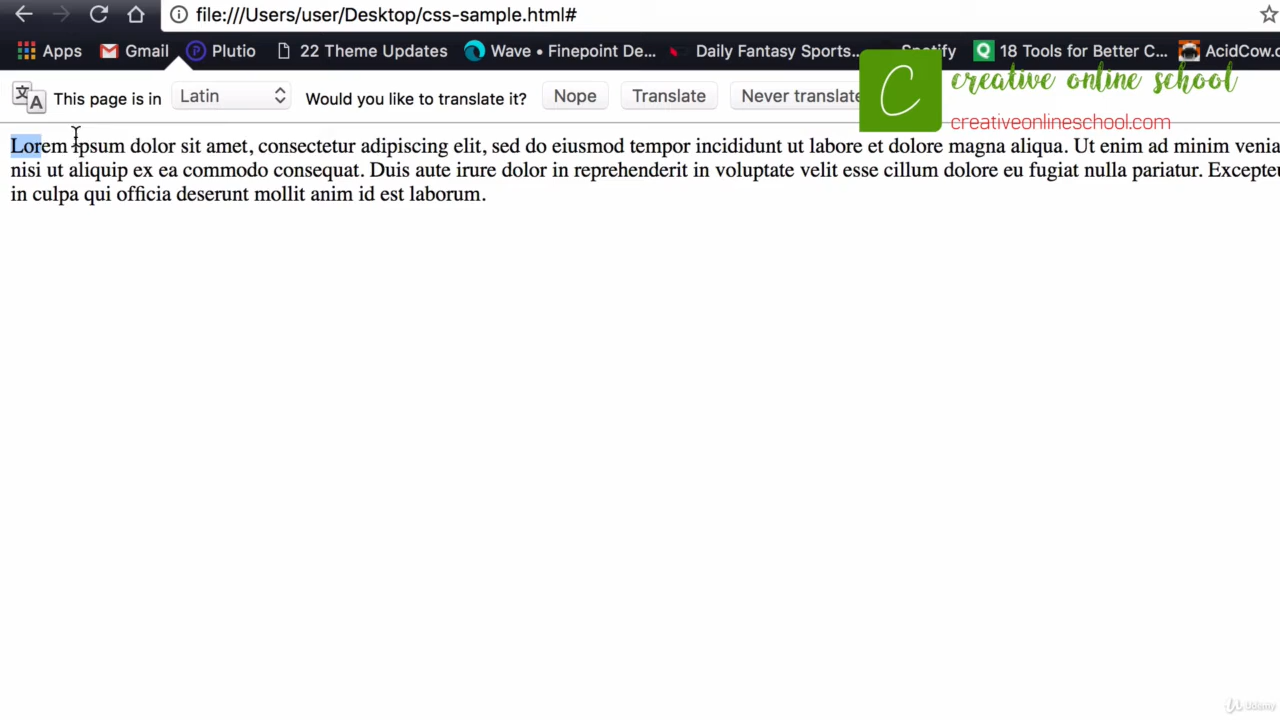 file:///Users/user/Desktop/css-sample.html#
Apps Gmail Plutio 22 Theme Updates Wave • Finepoint De... Daily Fantasy Sports... Spotify 18 Tools for Better C... AcidCow.c
This page is in Latin Would you like to translate it? Nope Translate Never translate
C creative online school
creativeonlineschool.com
Lorem ipsum dolor sit amet, consectetur adipiscing elit, sed do eiusmod tempor incididunt ut labore et dolore magna aliqua. Ut enim ad minim venia
nisi ut aliquip ex ea commodo consequat. Duis aute irure dolor in reprehenderit in voluptate velit esse cillum dolore eu fugiat nulla pariatur. Excepteu
in culpa qui officia deserunt mollit anim id est laborum.
Udemy